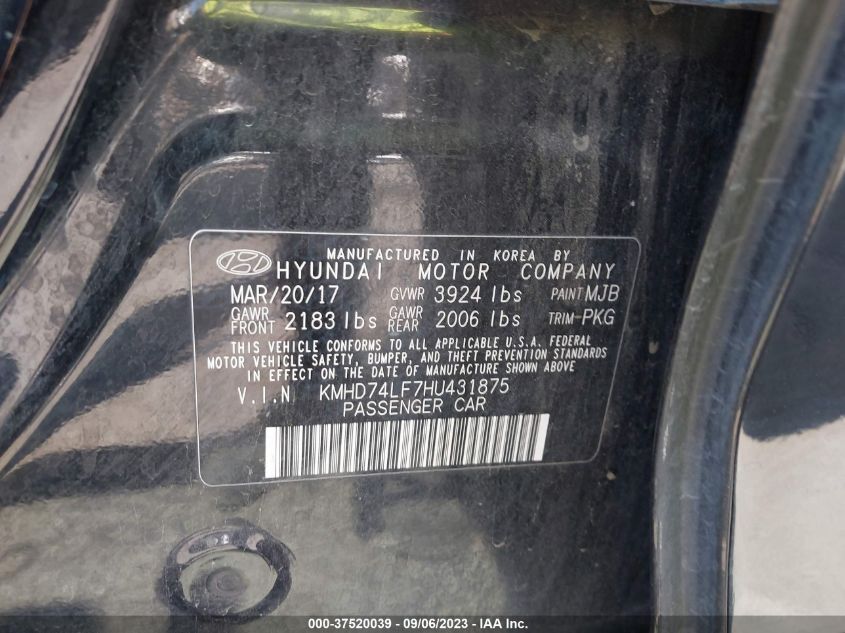 MANUFACTURED IN KOREA BY
HYUNDAI MOTOR COMPANY
MAR/20/17 GVWR 3924 lbs PAINT MJB
GAWR FRONT 2183 lbs GAWR REAR 2006 lbs TRIM-PKG
THIS VEHICLE CONFORMS TO ALL APPLICABLE U.S.A. FEDERAL
MOTOR VEHICLE SAFETY, BUMPER, AND THEFT PREVENTION STANDARDS
IN EFFECT ON THE DATE OF MANUFACTURE SHOWN ABOVE
V.I.N KMHD74LF7HU431875
PASSENGER CAR
000-37520039 - 09/06/2023 - IAA Inc.